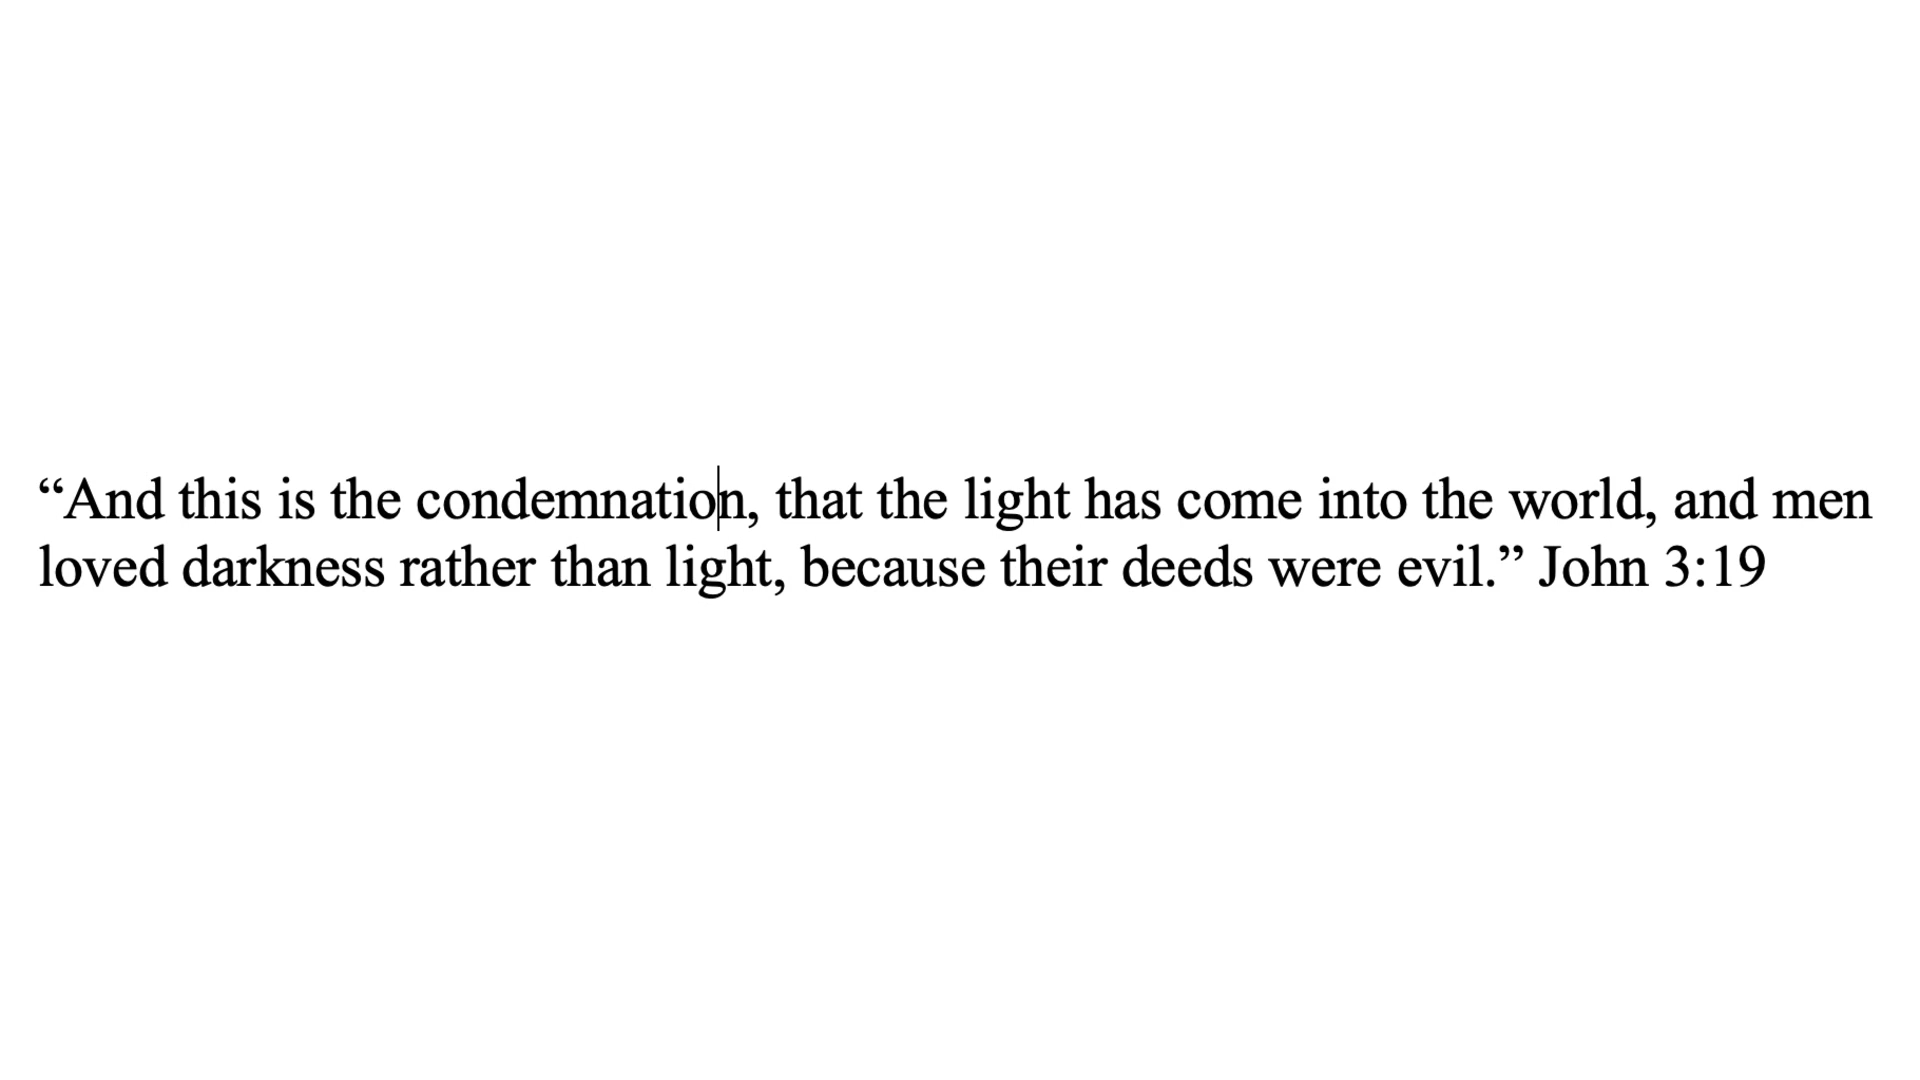 “And this is the condemnation, that the light has come into the world, and men
loved darkness rather than light, because their deeds were evil.” John 3:19